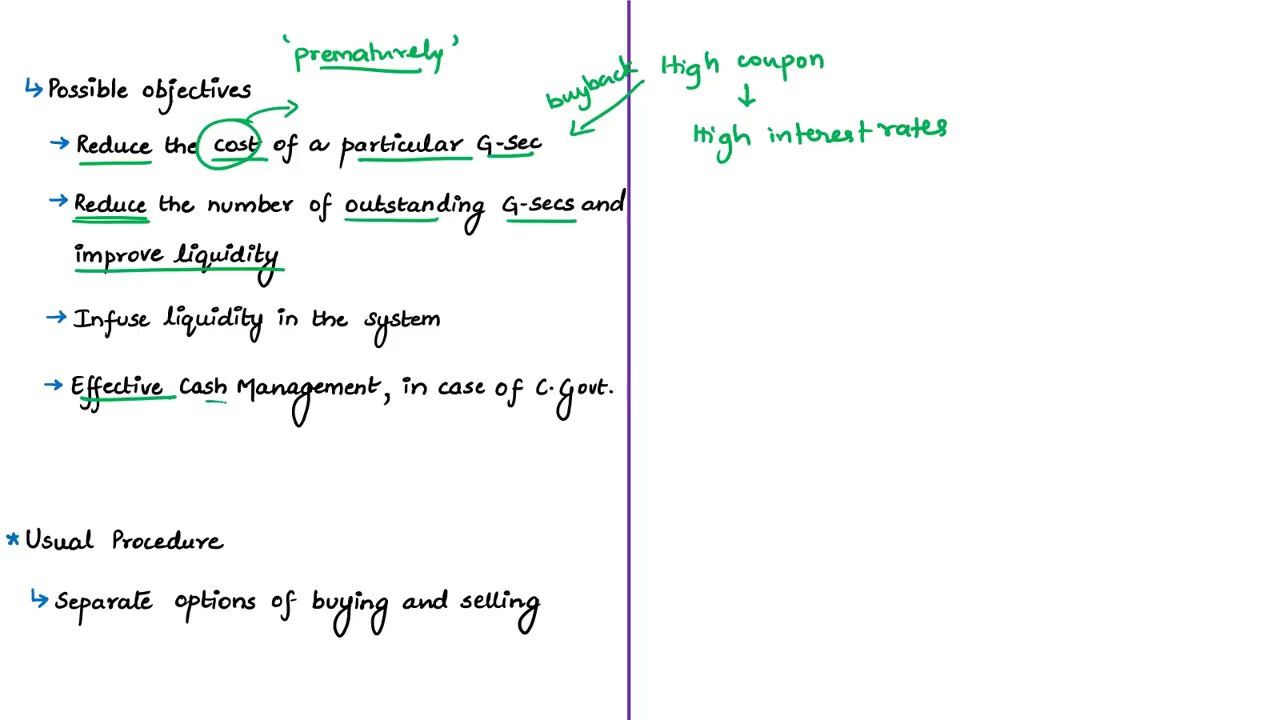 'prematurely'
↳ Possible objectives
→ Reduce the cost of a particular G-sec
→ Reduce the number of outstanding G-secs and
improve liquidity
→ Infuse liquidity in the system
→ Effective Cash Management, in case of C.Govt.
* Usual Procedure
↳ Separate options of buying and selling
buyback
High coupon
↓
High interest rates